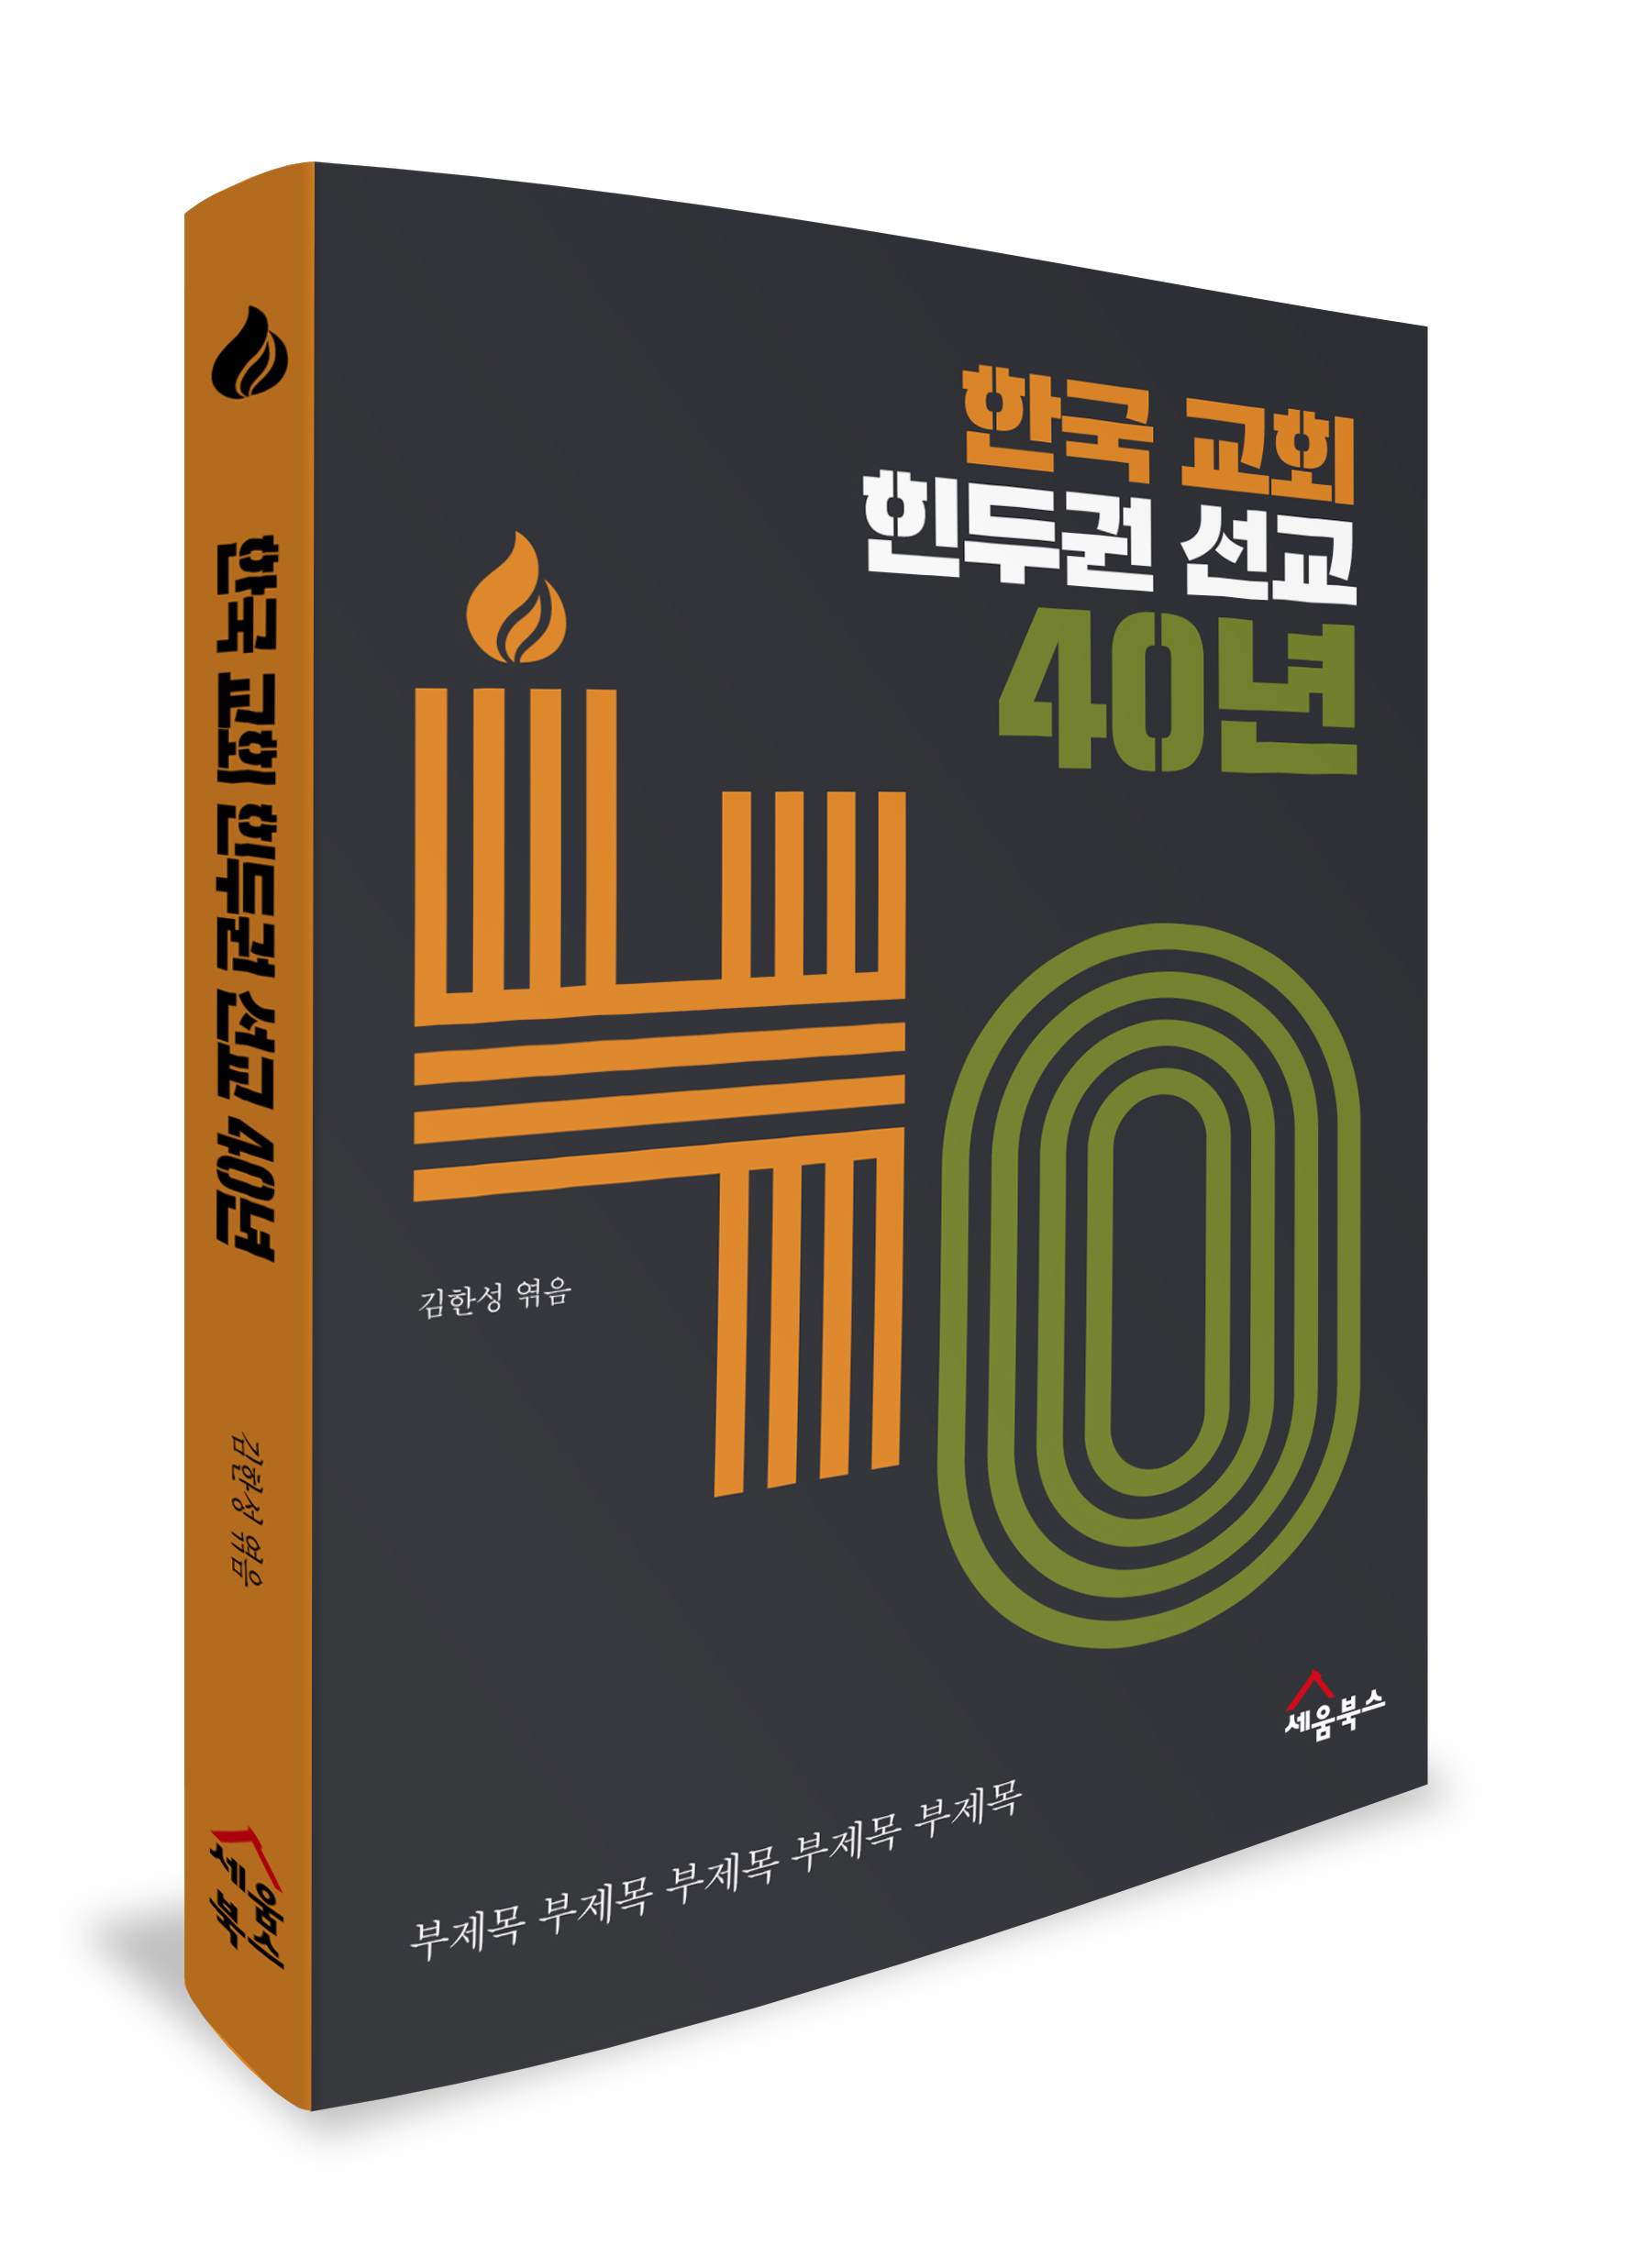 한국 교회
힌두권 선교
40년
40
김한성 엮음
세움북스
부제목 부제목 부제목 부제목 부제목
한국 교회 힌두권 선교 40년
김한성 엮음
세움북스